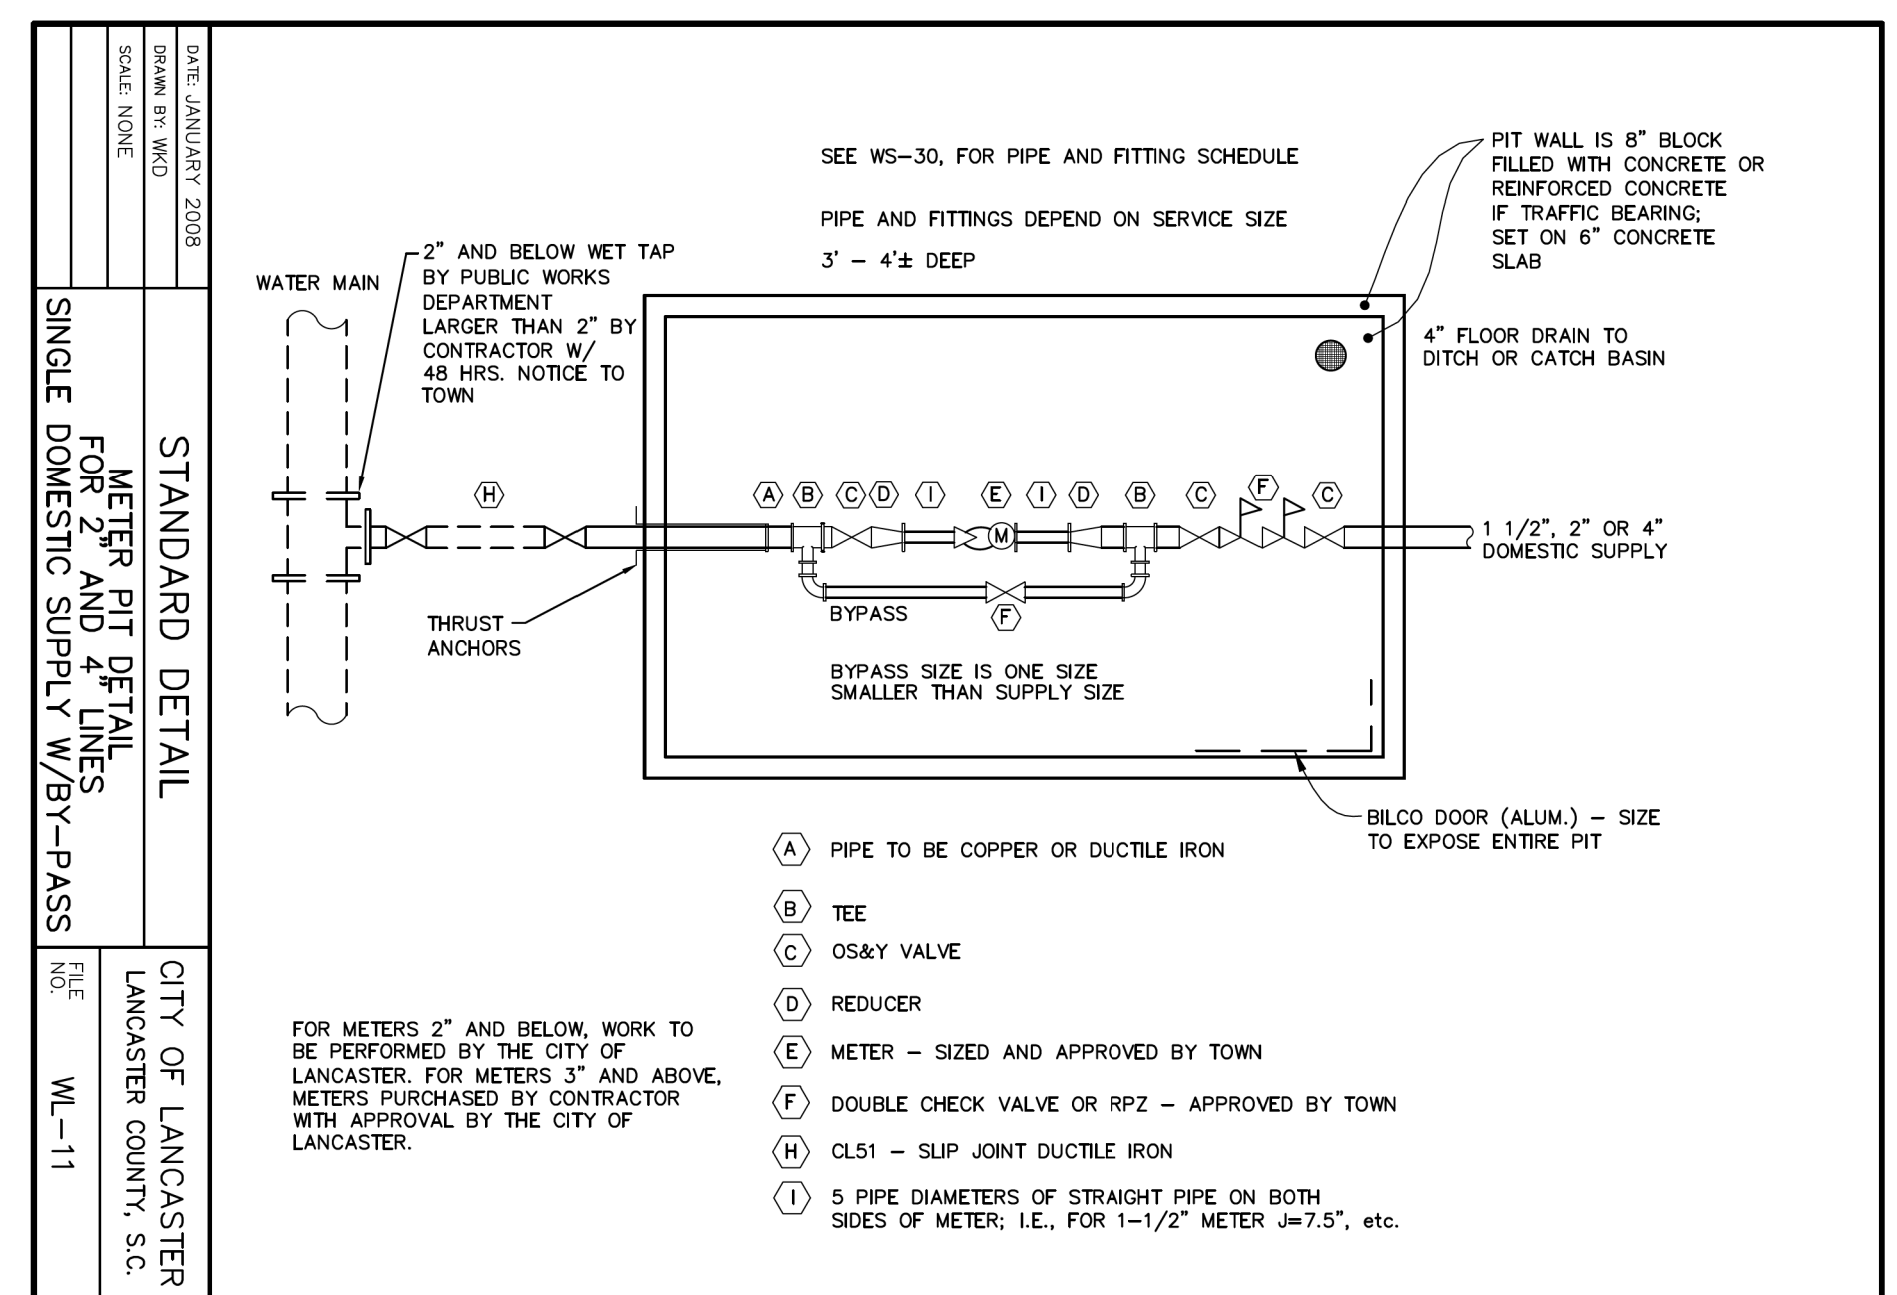 DATE: JANUARY 2008
DRAWN BY: WKD
SCALE: NONE
STANDARD DETAIL
METER PIT DETAIL
FOR 2" AND 4" LINES
SINGLE DOMESTIC SUPPLY W/BY-PASS
CITY OF LANCASTER
LANCASTER COUNTY, S.C.
FILE
NO.
WL-11
SEE WS-30, FOR PIPE AND FITTING SCHEDULE
PIPE AND FITTINGS DEPEND ON SERVICE SIZE
3' - 4'± DEEP
PIT WALL IS 8" BLOCK
FILLED WITH CONCRETE OR
REINFORCED CONCRETE
IF TRAFFIC BEARING;
SET ON 6" CONCRETE
SLAB
WATER MAIN
2" AND BELOW WET TAP
BY PUBLIC WORKS
DEPARTMENT
LARGER THAN 2" BY
CONTRACTOR W/
48 HRS. NOTICE TO
TOWN
4" FLOOR DRAIN TO
DITCH OR CATCH BASIN
H
A B C D I E I D B C F C
M
1 1/2", 2" OR 4"
DOMESTIC SUPPLY
THRUST
ANCHORS
BYPASS
F
BYPASS SIZE IS ONE SIZE
SMALLER THAN SUPPLY SIZE
BILCO DOOR (ALUM.) - SIZE
TO EXPOSE ENTIRE PIT
A PIPE TO BE COPPER OR DUCTILE IRON
B TEE
C OS&Y VALVE
D REDUCER
E METER - SIZED AND APPROVED BY TOWN
F DOUBLE CHECK VALVE OR RPZ - APPROVED BY TOWN
H CL51 - SLIP JOINT DUCTILE IRON
I 5 PIPE DIAMETERS OF STRAIGHT PIPE ON BOTH
SIDES OF METER; I.E., FOR 1-1/2" METER J=7.5", etc.
FOR METERS 2" AND BELOW, WORK TO
BE PERFORMED BY THE CITY OF
LANCASTER. FOR METERS 3" AND ABOVE,
METERS PURCHASED BY CONTRACTOR
WITH APPROVAL BY THE CITY OF
LANCASTER.